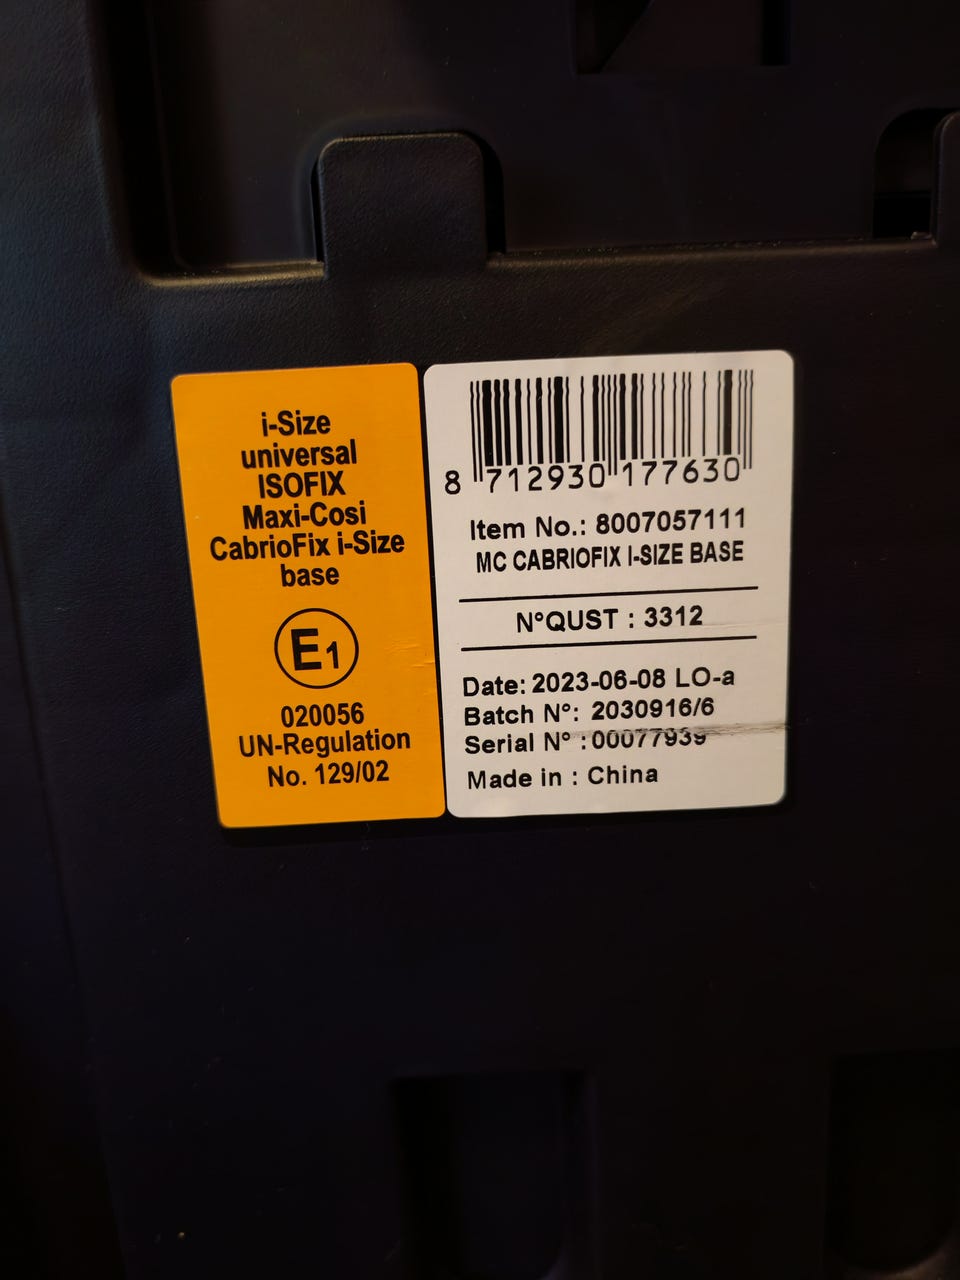 i-Size
universal
ISOFIX
Maxi-Cosi
CabrioFix i-Size
base
E1
020056
UN-Regulation
No. 129/02
8 712930 177630
Item No.: 8007057111
MC CABRIOFIX I-SIZE BASE
N°QUST : 3312
Date: 2023-06-08 LO-a
Batch N°: 2030916/6
Serial N° : 00077939
Made in : China